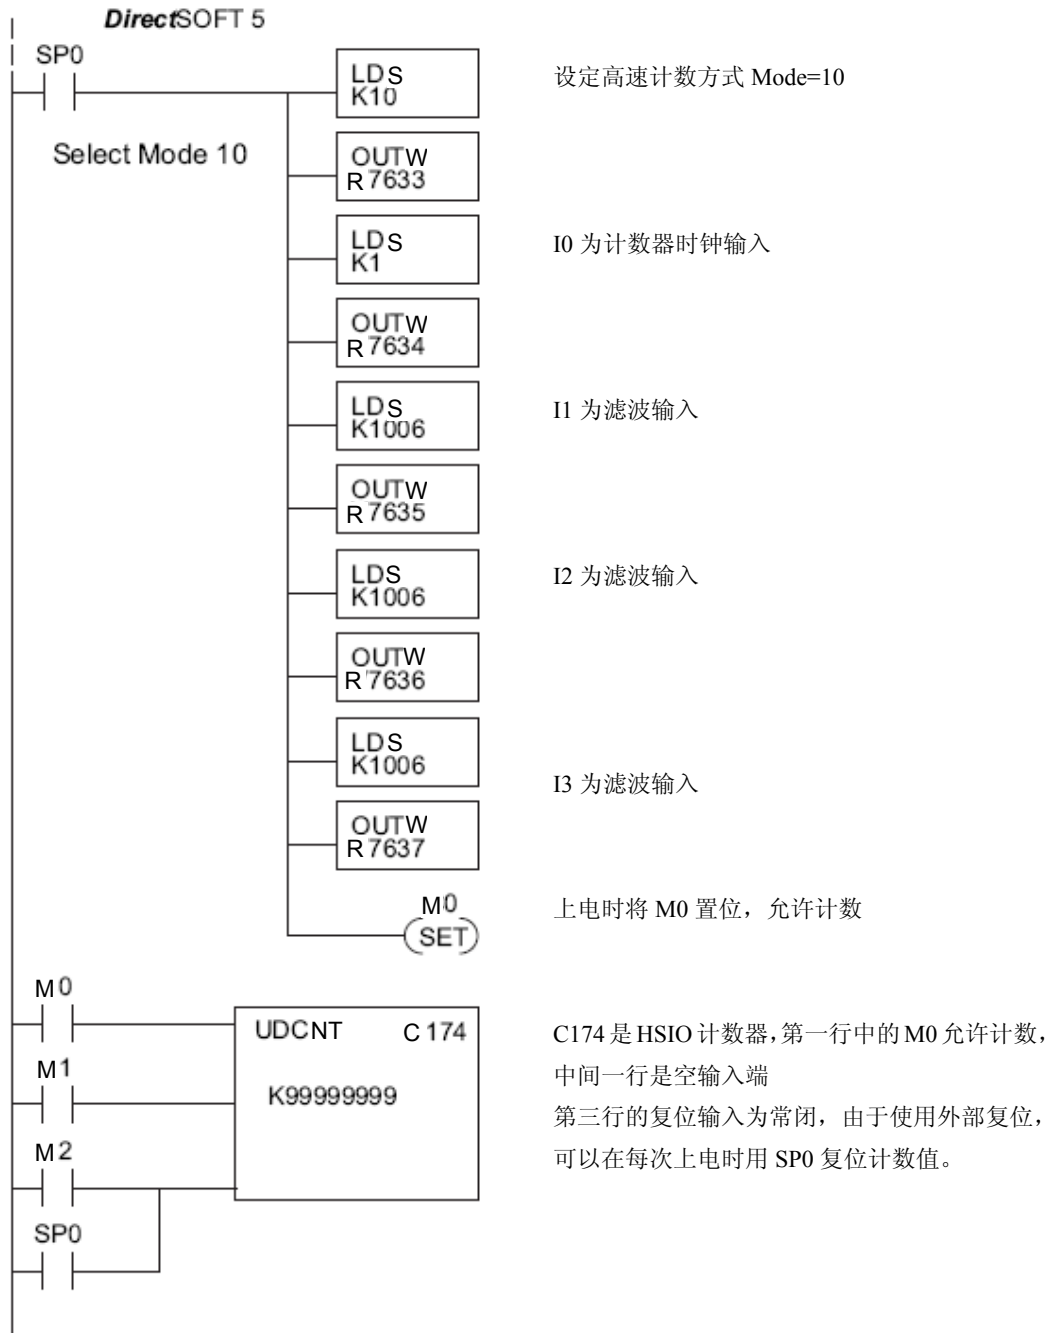 DirectSOFT 5
SP0
LDS
K10
设定高速计数方式 Mode=10
Select Mode 10
OUTW
R7633
LDS
K1
I0 为计数器时钟输入
OUTW
R7634
LDS
K1006
I1 为滤波输入
OUTW
R7635
LDS
K1006
I2 为滤波输入
OUTW
R7636
LDS
K1006
I3 为滤波输入
OUTW
R7637
M0
SET
上电时将 M0 置位，允许计数
M0
UDCNT C174
C174 是 HSIO 计数器，第一行中的 M0 允许计数，
M1
K99999999
中间一行是空输入端
第三行的复位输入为常闭，由于使用外部复位，
M2
可以在每次上电时用 SP0 复位计数值。
SP0